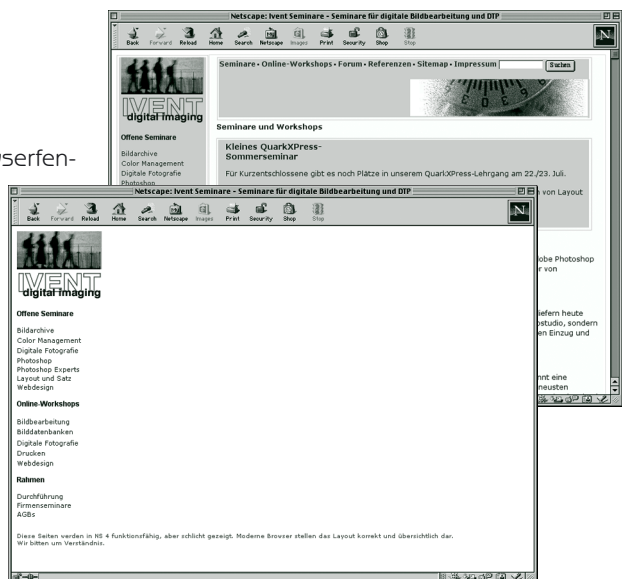 serfen-
Netscape: Ivent Seminare - Seminare für digitale Bildbearbeitung und DTP
Back Forward Reload Home Search Netscape Images Print Security Shop Stop
N
IVENT
digital imaging
Seminare • Online-Workshops • Forum • Referenzen • Sitemap • Impressum
Suchen
Seminare und Workshops
Offene Seminare
Bildarchive
Color Management
Digitale Fotografie
Photoshop
Kleines QuarkXPress-
Sommerseminar
Für Kurzentschlossene gibt es noch Plätze in unserem QuarkXPress-Lehrgang am 22./23. Juli.
von Layout
Photoshop
von
iefern heute
sondern
en Einzug und
eine
neusten
Netscape: Ivent Seminare - Seminare für digitale Bildbearbeitung und DTP
Back Forward Reload Home Search Netscape Images Print Security Shop Stop
N
IVENT
digital imaging
Offene Seminare
Bildarchive
Color Management
Digitale Fotografie
Photoshop
Photoshop Experts
Layout und Satz
Webdesign
Online-Workshops
Bildbearbeitung
Bilddatenbanken
Digitale Fotografie
Drucken
Webdesign
Rahmen
Durchführung
Firmenseminare
AGBs
Diese Seiten verden in NS 4 funktionsfähig, aber schlicht gezeigt. Moderne Browser stellen das Layout korrekt und übersichtlich dar.
Wir bitten um Verständnis.